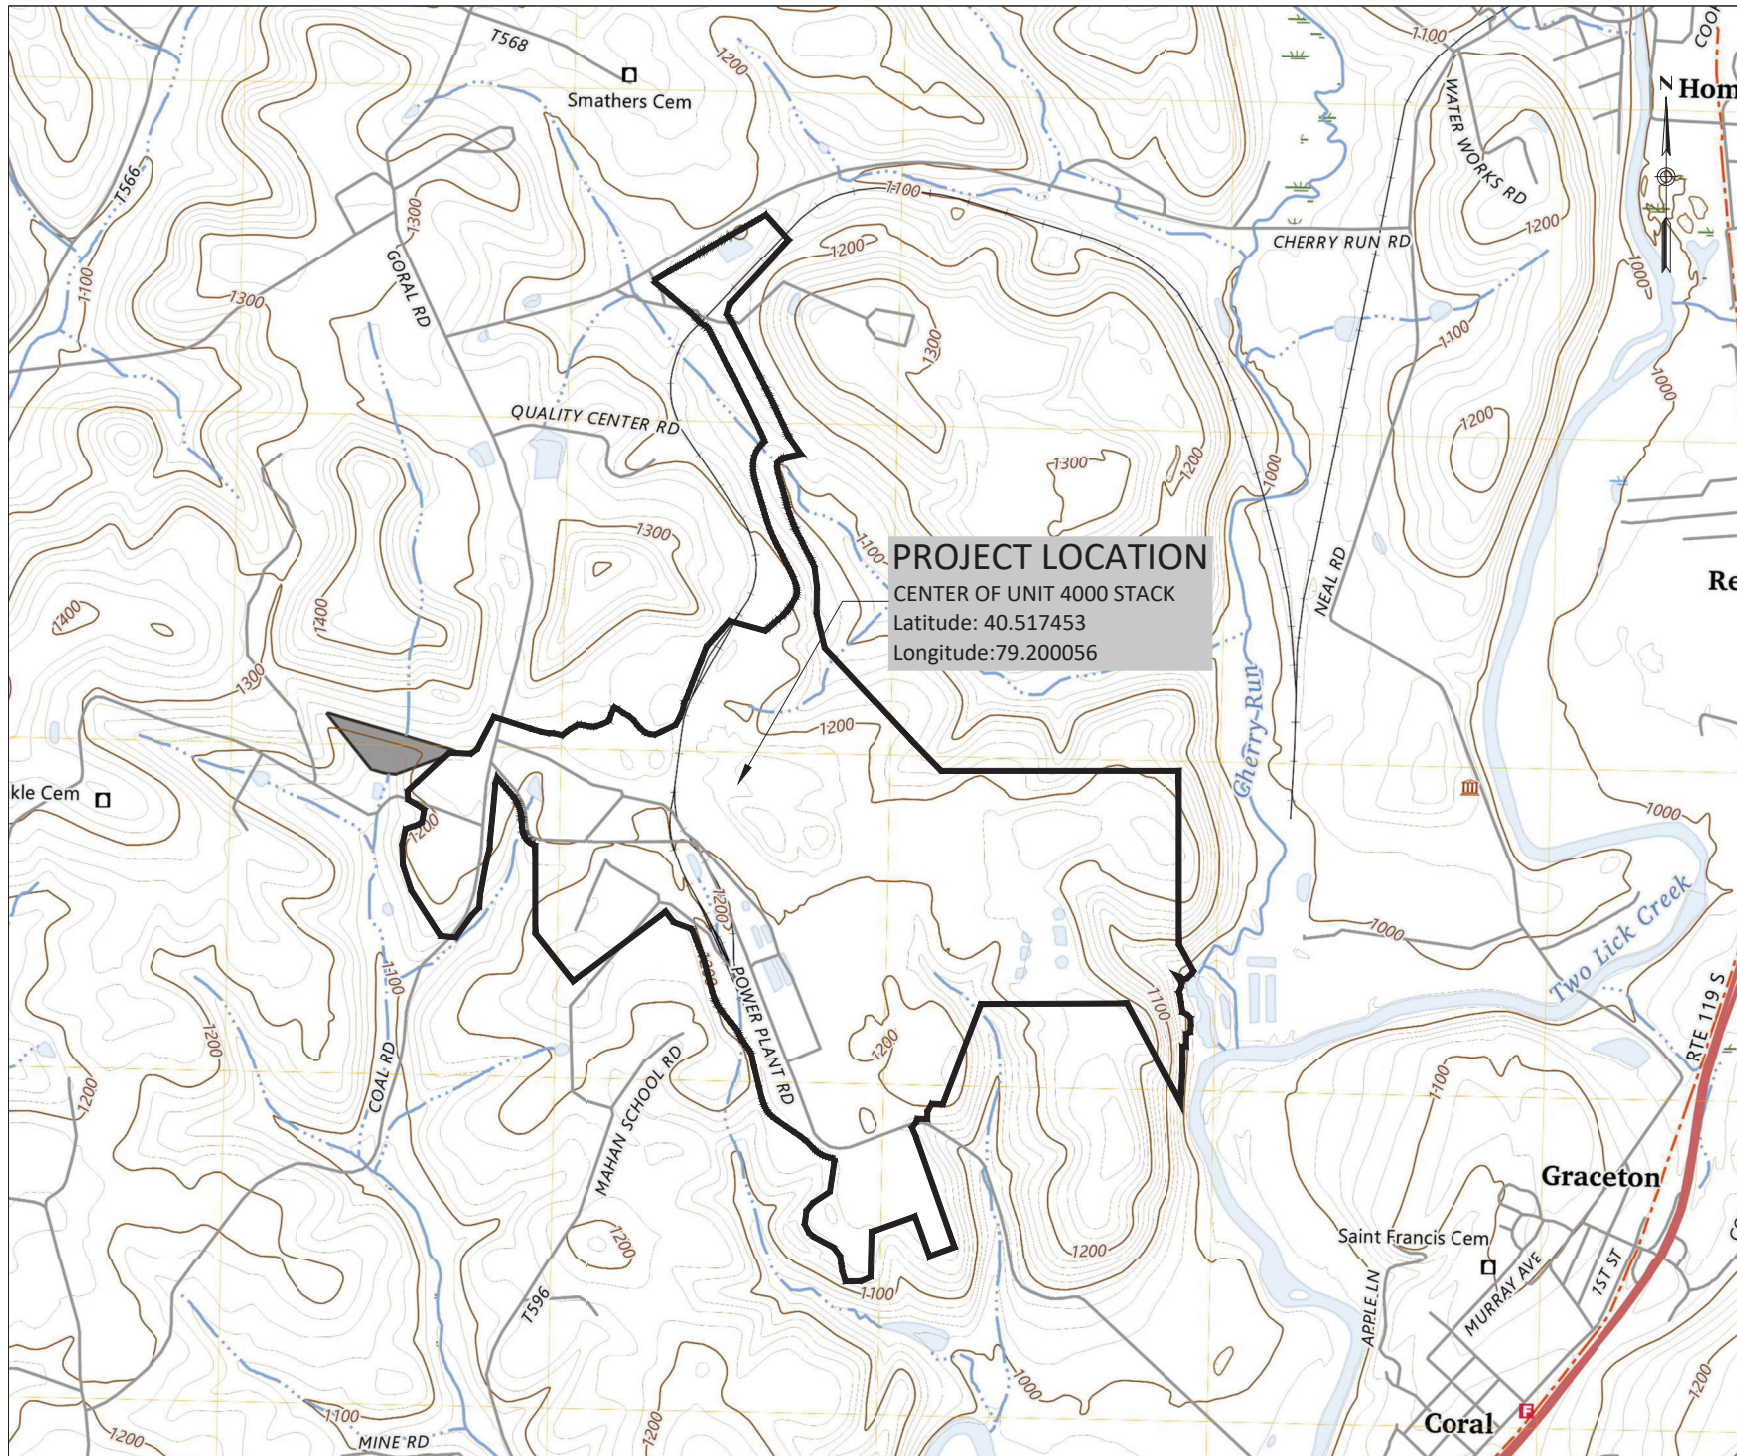 T568
1200
1100
COO
Smathers Cem
N
Hom
WATER WORKS RD
T566
1300
1100
1200
1200
CHERRY RUN RD
GORAL RD
1100
1300
1000
1300
1100
1000
QUALITY CENTER RD
1200
1300
1200
1000
1300
1100
PROJECT LOCATION
CENTER OF UNIT 4000 STACK
Latitude: 40.517453
Longitude:79.200056
NEAL RD
Re
1400
1400
1300
Cherry Run
1200
kle Cem
1200
1000
1200
1000
Two Lick Creek
1100
1200
POWER PLANT RD
1100
RTE 119 S
1200
1200
COAL RD
MAHAN SCHOOL RD
1200
1100
Graceton
1200
Saint Francis Cem
1200
1100
APPLE LN
MURRAY AVE
1ST ST
T596
1000
1200
1100
1200
1200
MINE RD
Coral
F